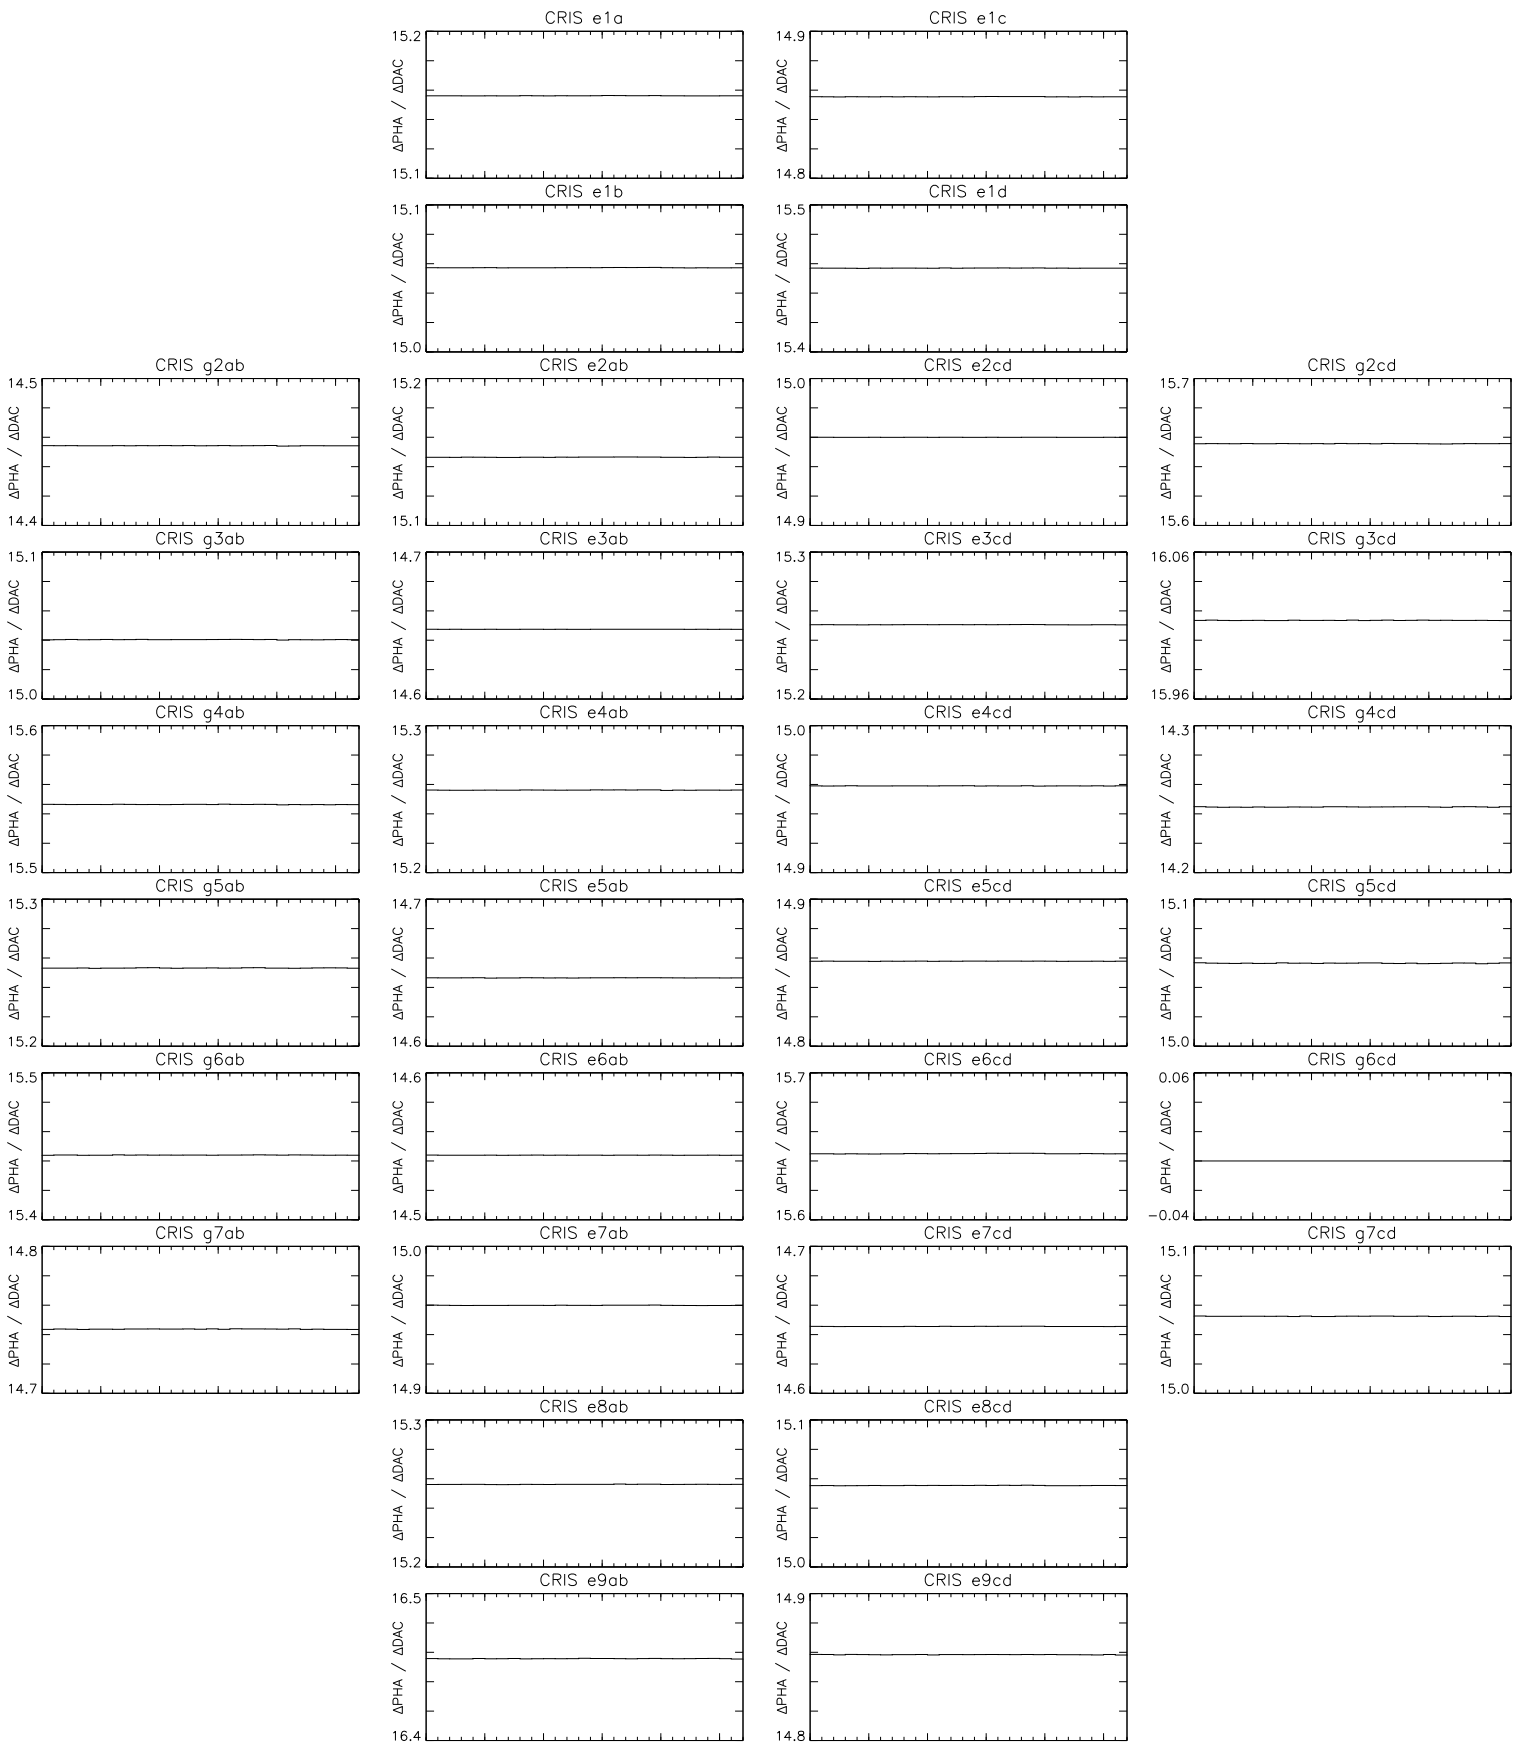 CRIS e1a
15.2
ΔPHA / ΔDAC
15.1
CRIS e1c
14.9
ΔPHA / ΔDAC
14.8
CRIS e1b
15.1
ΔPHA / ΔDAC
15.0
CRIS e1d
15.5
ΔPHA / ΔDAC
15.4
CRIS g2ab
14.5
ΔPHA / ΔDAC
14.4
CRIS e2ab
15.2
ΔPHA / ΔDAC
15.1
CRIS e2cd
15.0
ΔPHA / ΔDAC
14.9
CRIS g2cd
15.7
ΔPHA / ΔDAC
15.6
CRIS g3ab
15.1
ΔPHA / ΔDAC
15.0
CRIS e3ab
14.7
ΔPHA / ΔDAC
14.6
CRIS e3cd
15.3
ΔPHA / ΔDAC
15.2
CRIS g3cd
16.06
ΔPHA / ΔDAC
15.96
CRIS g4ab
15.6
ΔPHA / ΔDAC
15.5
CRIS e4ab
15.3
ΔPHA / ΔDAC
15.2
CRIS e4cd
15.0
ΔPHA / ΔDAC
14.9
CRIS g4cd
14.3
ΔPHA / ΔDAC
14.2
CRIS g5ab
15.3
ΔPHA / ΔDAC
15.2
CRIS e5ab
14.7
ΔPHA / ΔDAC
14.6
CRIS e5cd
14.9
ΔPHA / ΔDAC
14.8
CRIS g5cd
15.1
ΔPHA / ΔDAC
15.0
CRIS g6ab
15.5
ΔPHA / ΔDAC
15.4
CRIS e6ab
14.6
ΔPHA / ΔDAC
14.5
CRIS e6cd
15.7
ΔPHA / ΔDAC
15.6
CRIS g6cd
0.06
ΔPHA / ΔDAC
−0.04
CRIS g7ab
14.8
ΔPHA / ΔDAC
14.7
CRIS e7ab
15.0
ΔPHA / ΔDAC
14.9
CRIS e7cd
14.7
ΔPHA / ΔDAC
14.6
CRIS g7cd
15.1
ΔPHA / ΔDAC
15.0
CRIS e8ab
15.3
ΔPHA / ΔDAC
15.2
CRIS e8cd
15.1
ΔPHA / ΔDAC
15.0
CRIS e9ab
16.5
ΔPHA / ΔDAC
16.4
CRIS e9cd
14.9
ΔPHA / ΔDAC
14.8